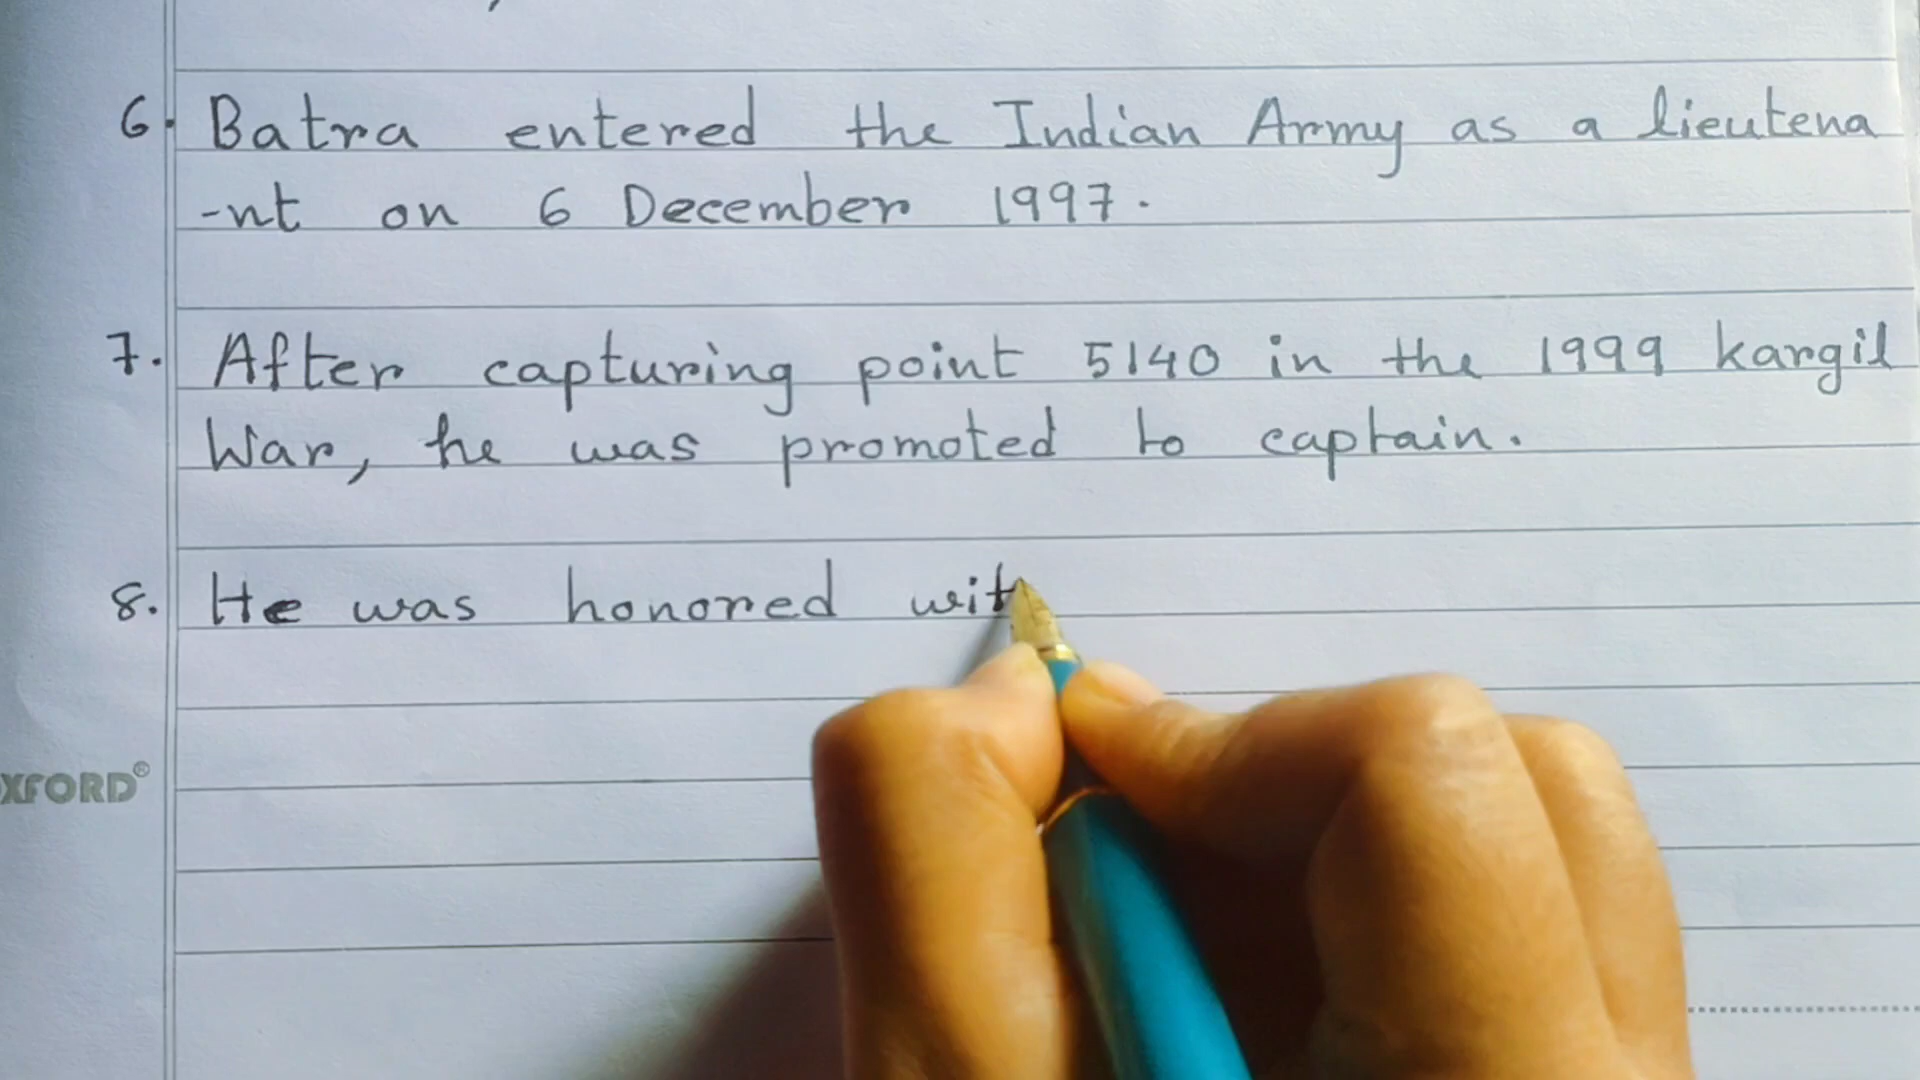 6. Batra entered the Indian Army as a lieutena
-nt on 6 December 1997.
7. After capturing point 5140 in the 1999 kargil
War, he was promoted to captain.
8. He was honored wit
XFORD®